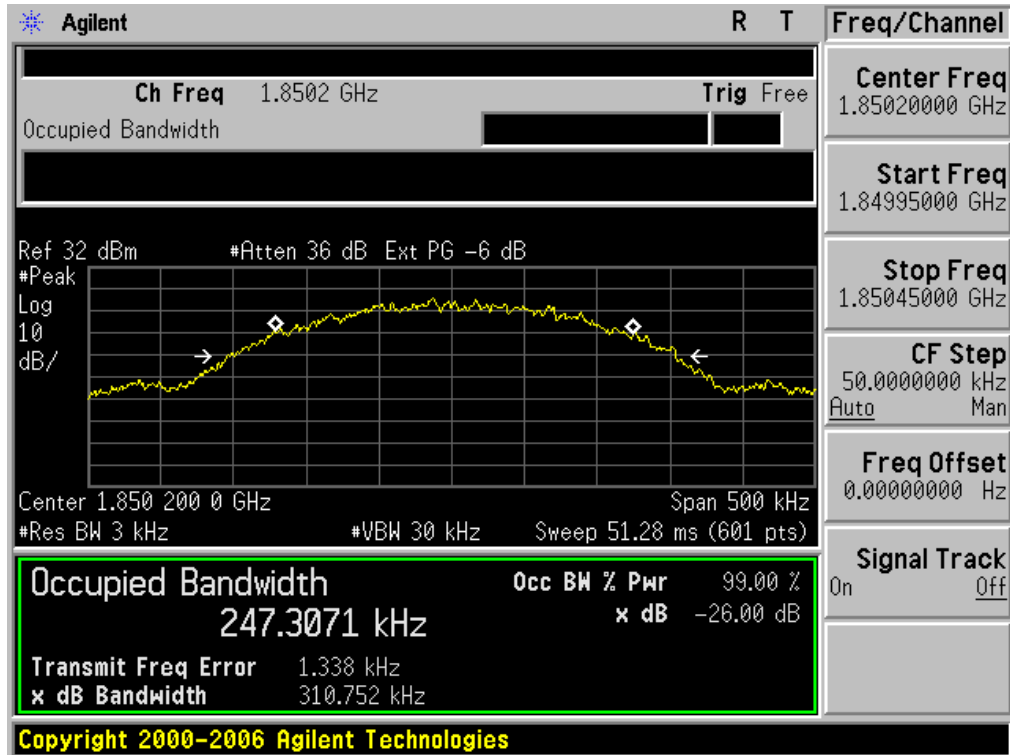 Agilent R T
Ch Freq 1.8502 GHz Trig Free
Occupied Bandwidth
Ref 32 dBm #Atten 36 dB Ext PG -6 dB
#Peak
Log
10
dB/
Center 1.850 200 0 GHz Span 500 kHz
#Res BW 3 kHz #VBW 30 kHz Sweep 51.28 ms (601 pts)
Occupied Bandwidth Occ BW % Pwr 99.00 %
247.3071 kHz x dB -26.00 dB
Transmit Freq Error 1.338 kHz
x dB Bandwidth 310.752 kHz
Copyright 2000-2006 Agilent Technologies
Freq/Channel
Center Freq
1.85020000 GHz
Start Freq
1.84995000 GHz
Stop Freq
1.85045000 GHz
CF Step
50.0000000 kHz
Auto Man
Freq Offset
0.00000000 Hz
Signal Track
On Off